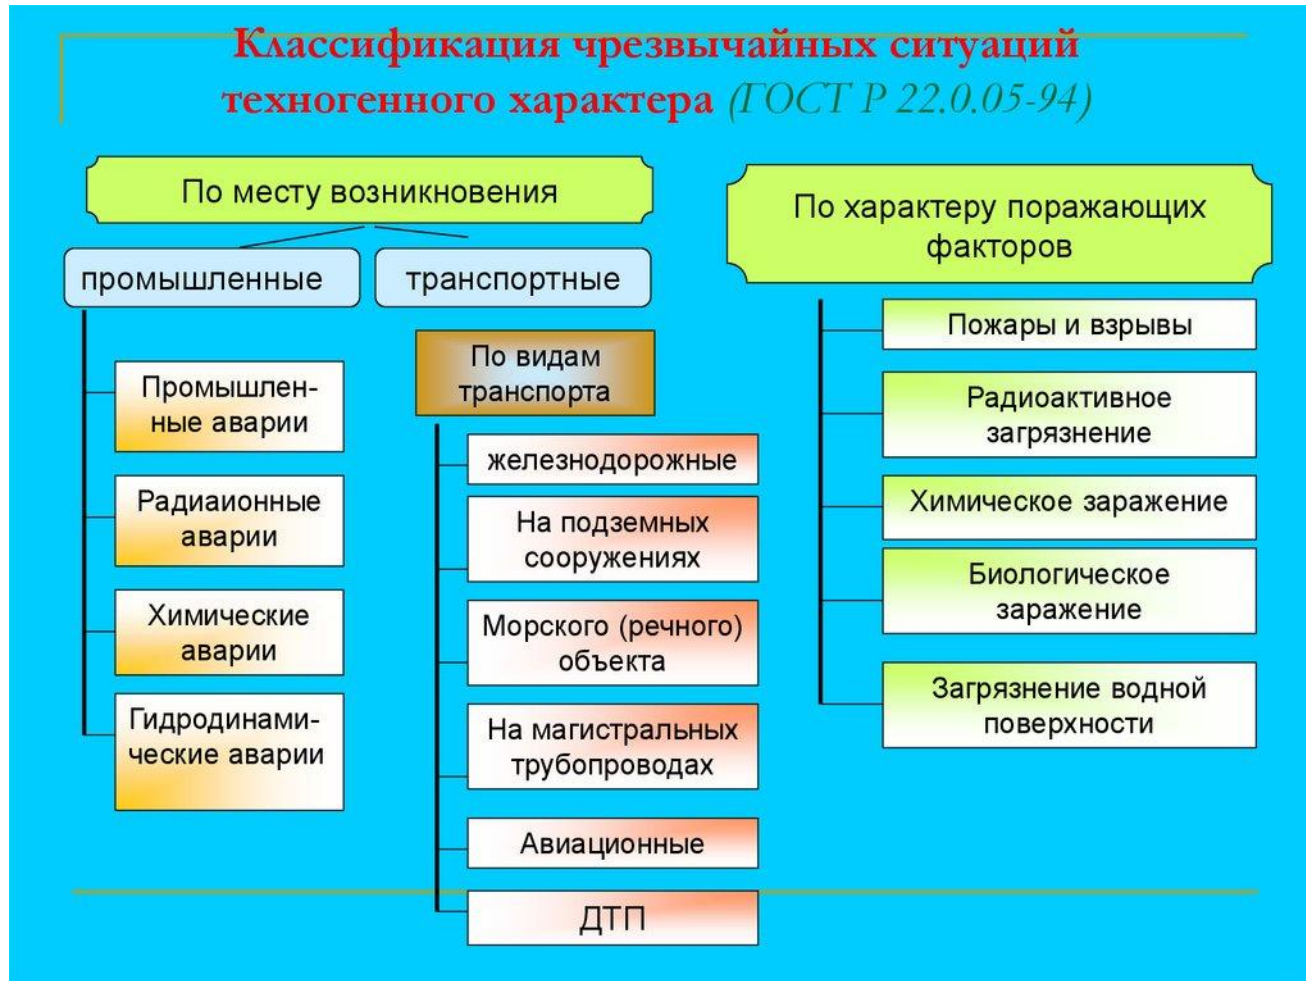 Классификация чрезвычайных ситуаций
техногенного характера (ГОСТ Р 22.0.05-94)
По месту возникновения
промышленные
транспортные
Промышлен-
ные аварии
Радиаионные
аварии
Химические
аварии
Гидродинами-
ческие аварии
По видам
транспорта
железнодорожные
На подземных
сооружениях
Морского (речного)
объекта
На магистральных
трубопроводах
Авиационные
ДТП
По характеру поражающих
факторов
Пожары и взрывы
Радиоактивное
загрязнение
Химическое заражение
Биологическое
заражение
Загрязнение водной
поверхности